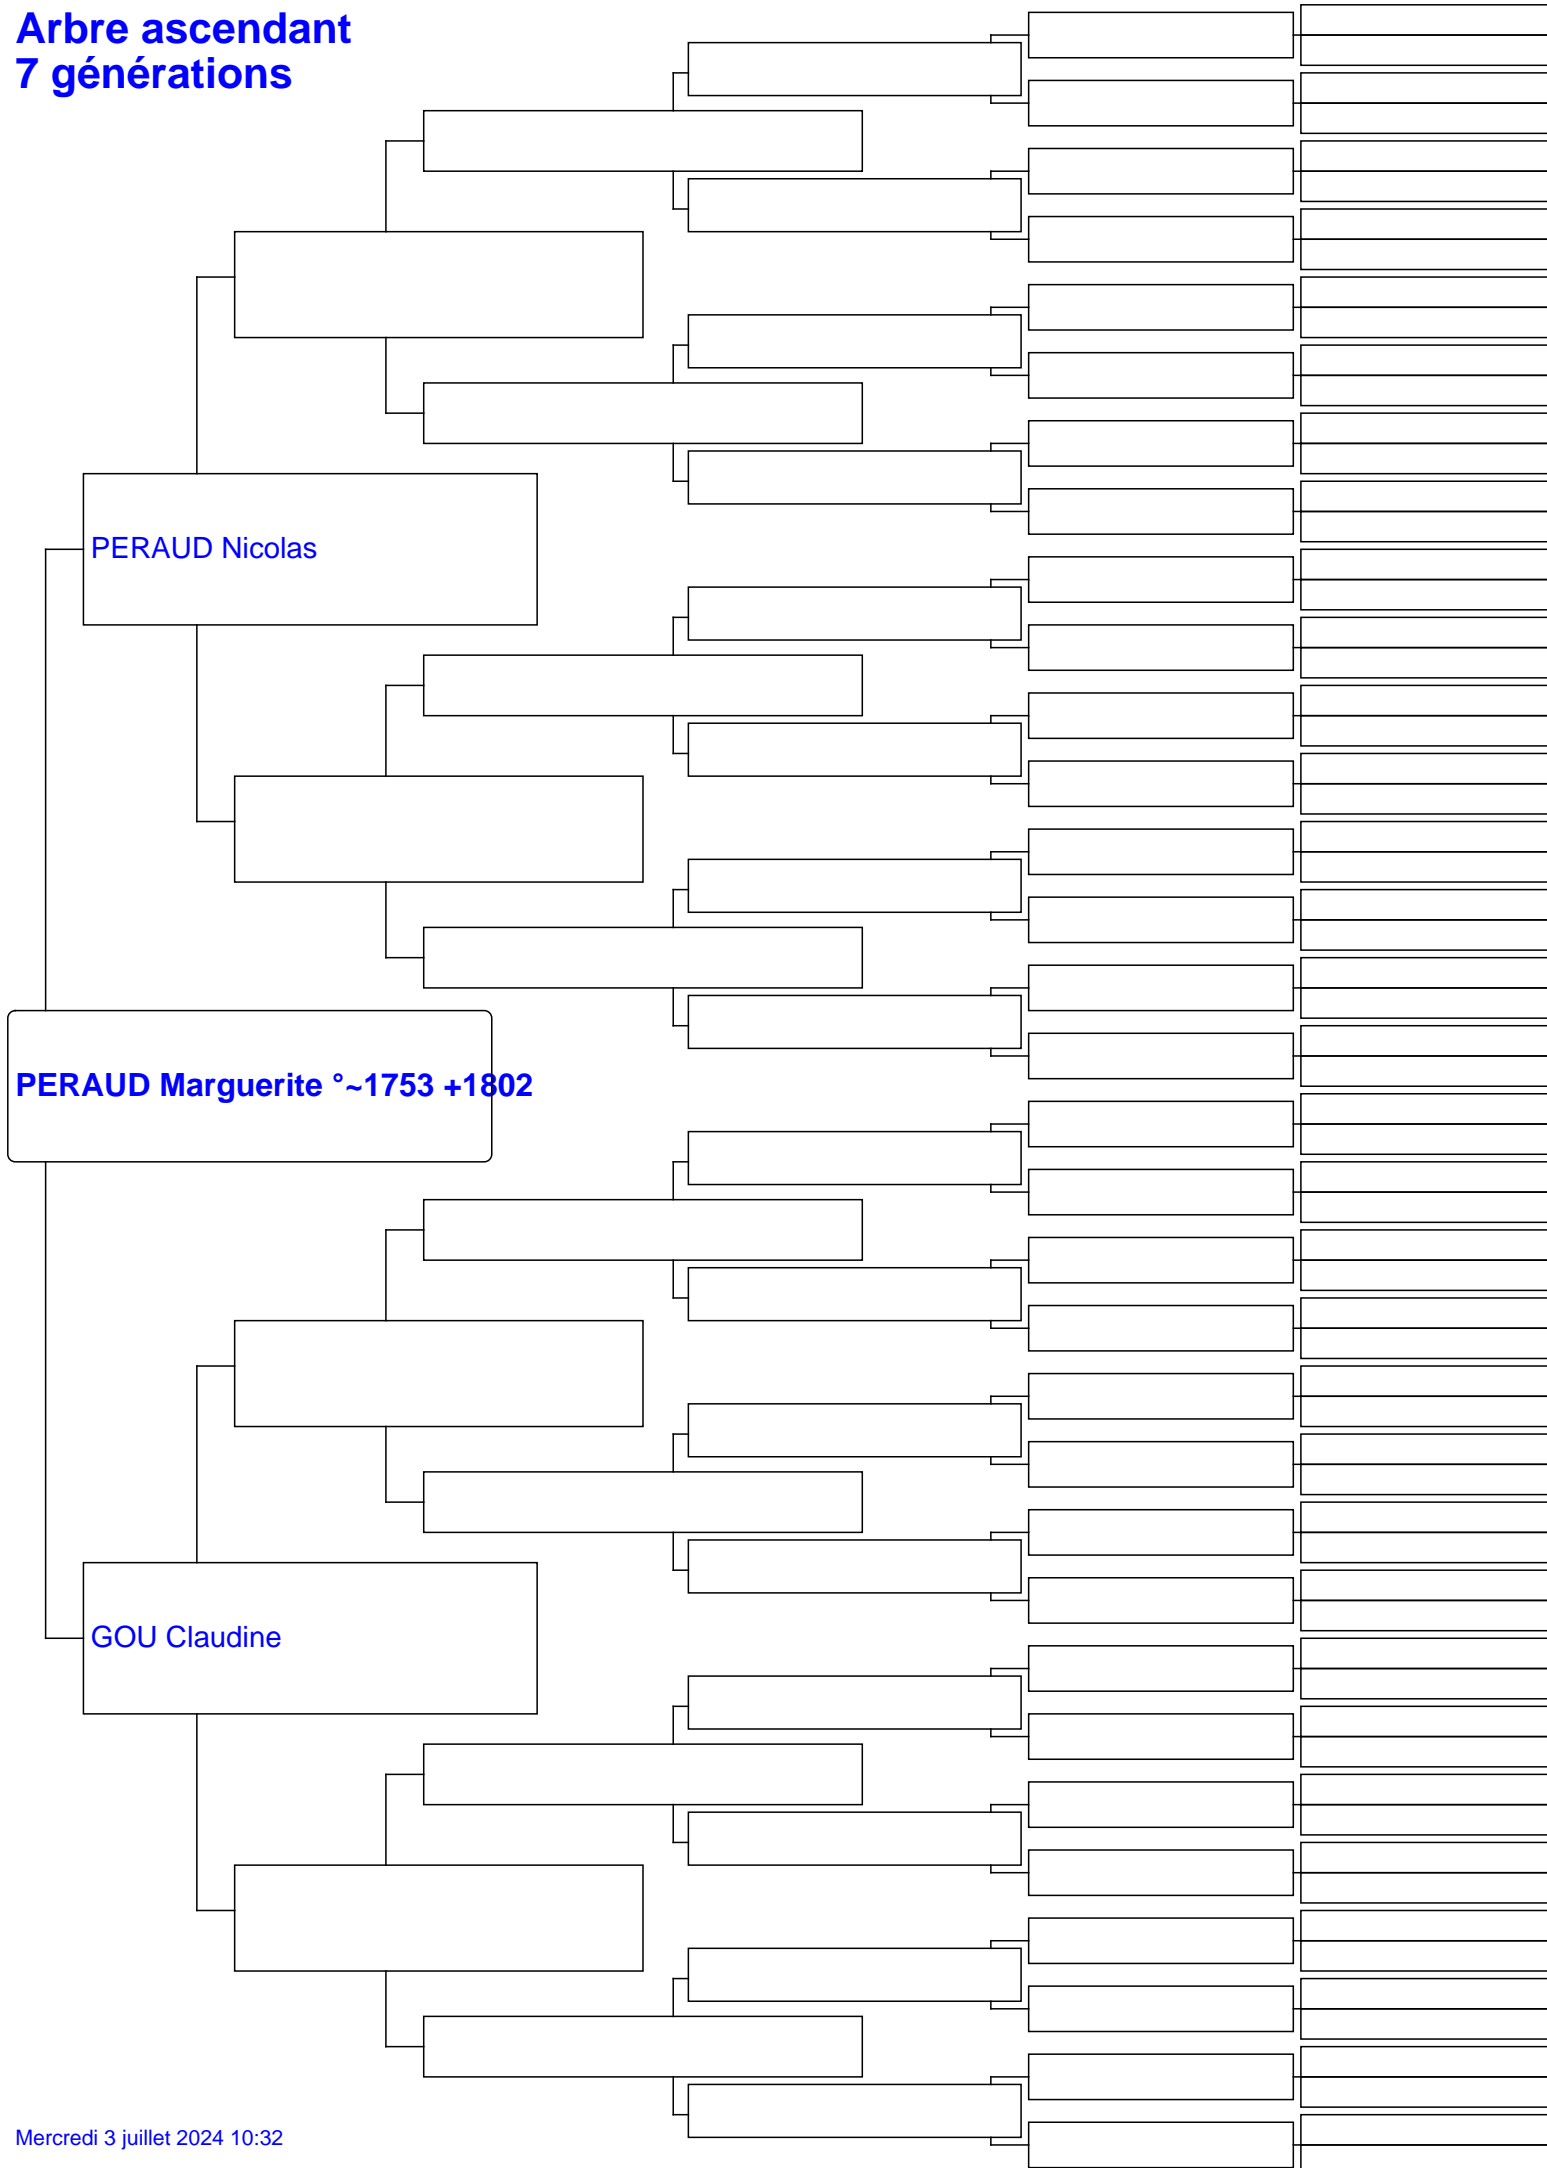 Arbre ascendant
7 générations
PERAUD Nicolas
PERAUD Marguerite °~1753 +1802
GOU Claudine
Mercredi 3 juillet 2024 10:32